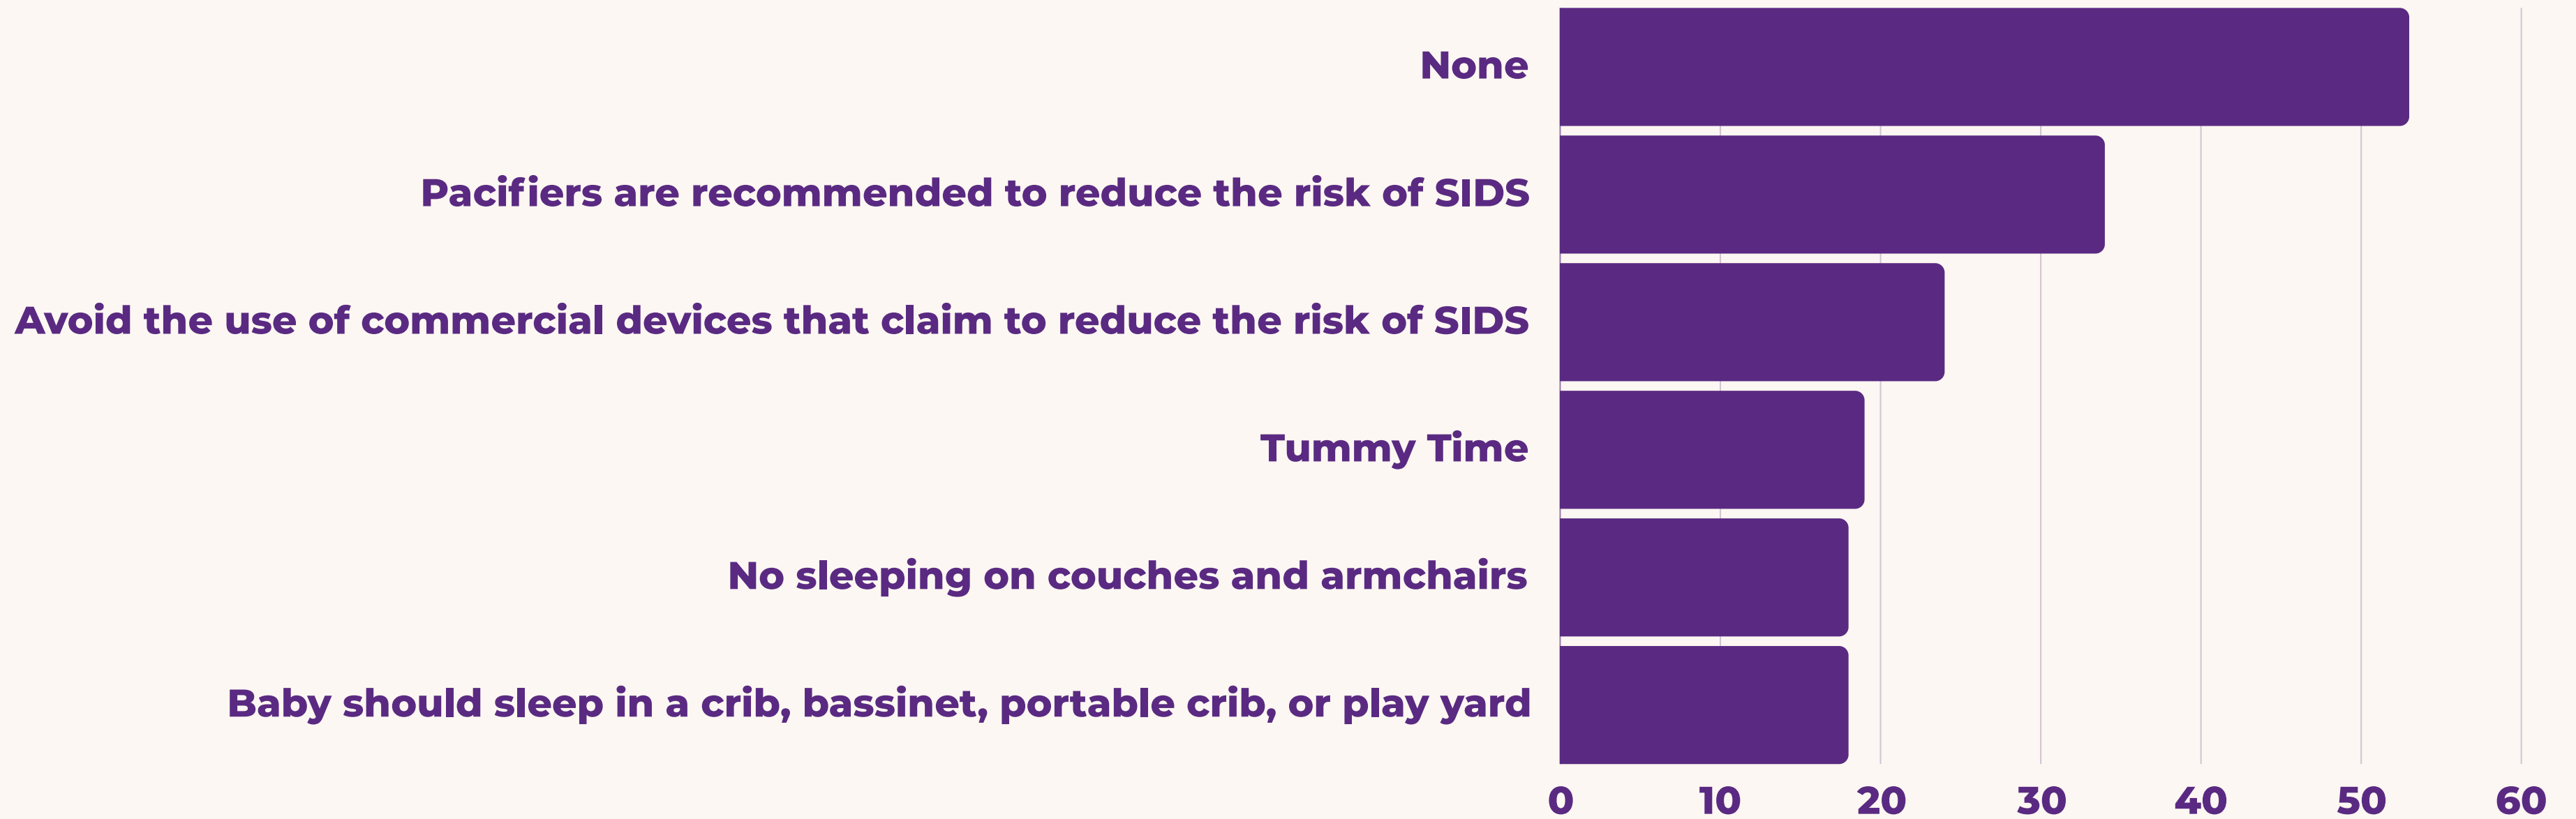 None
Pacifiers are recommended to reduce the risk of SIDS
Avoid the use of commercial devices that claim to reduce the risk of SIDS
Tummy Time
No sleeping on couches and armchairs
Baby should sleep in a crib, bassinet, portable crib, or play yard
0 10 20 30 40 50 60